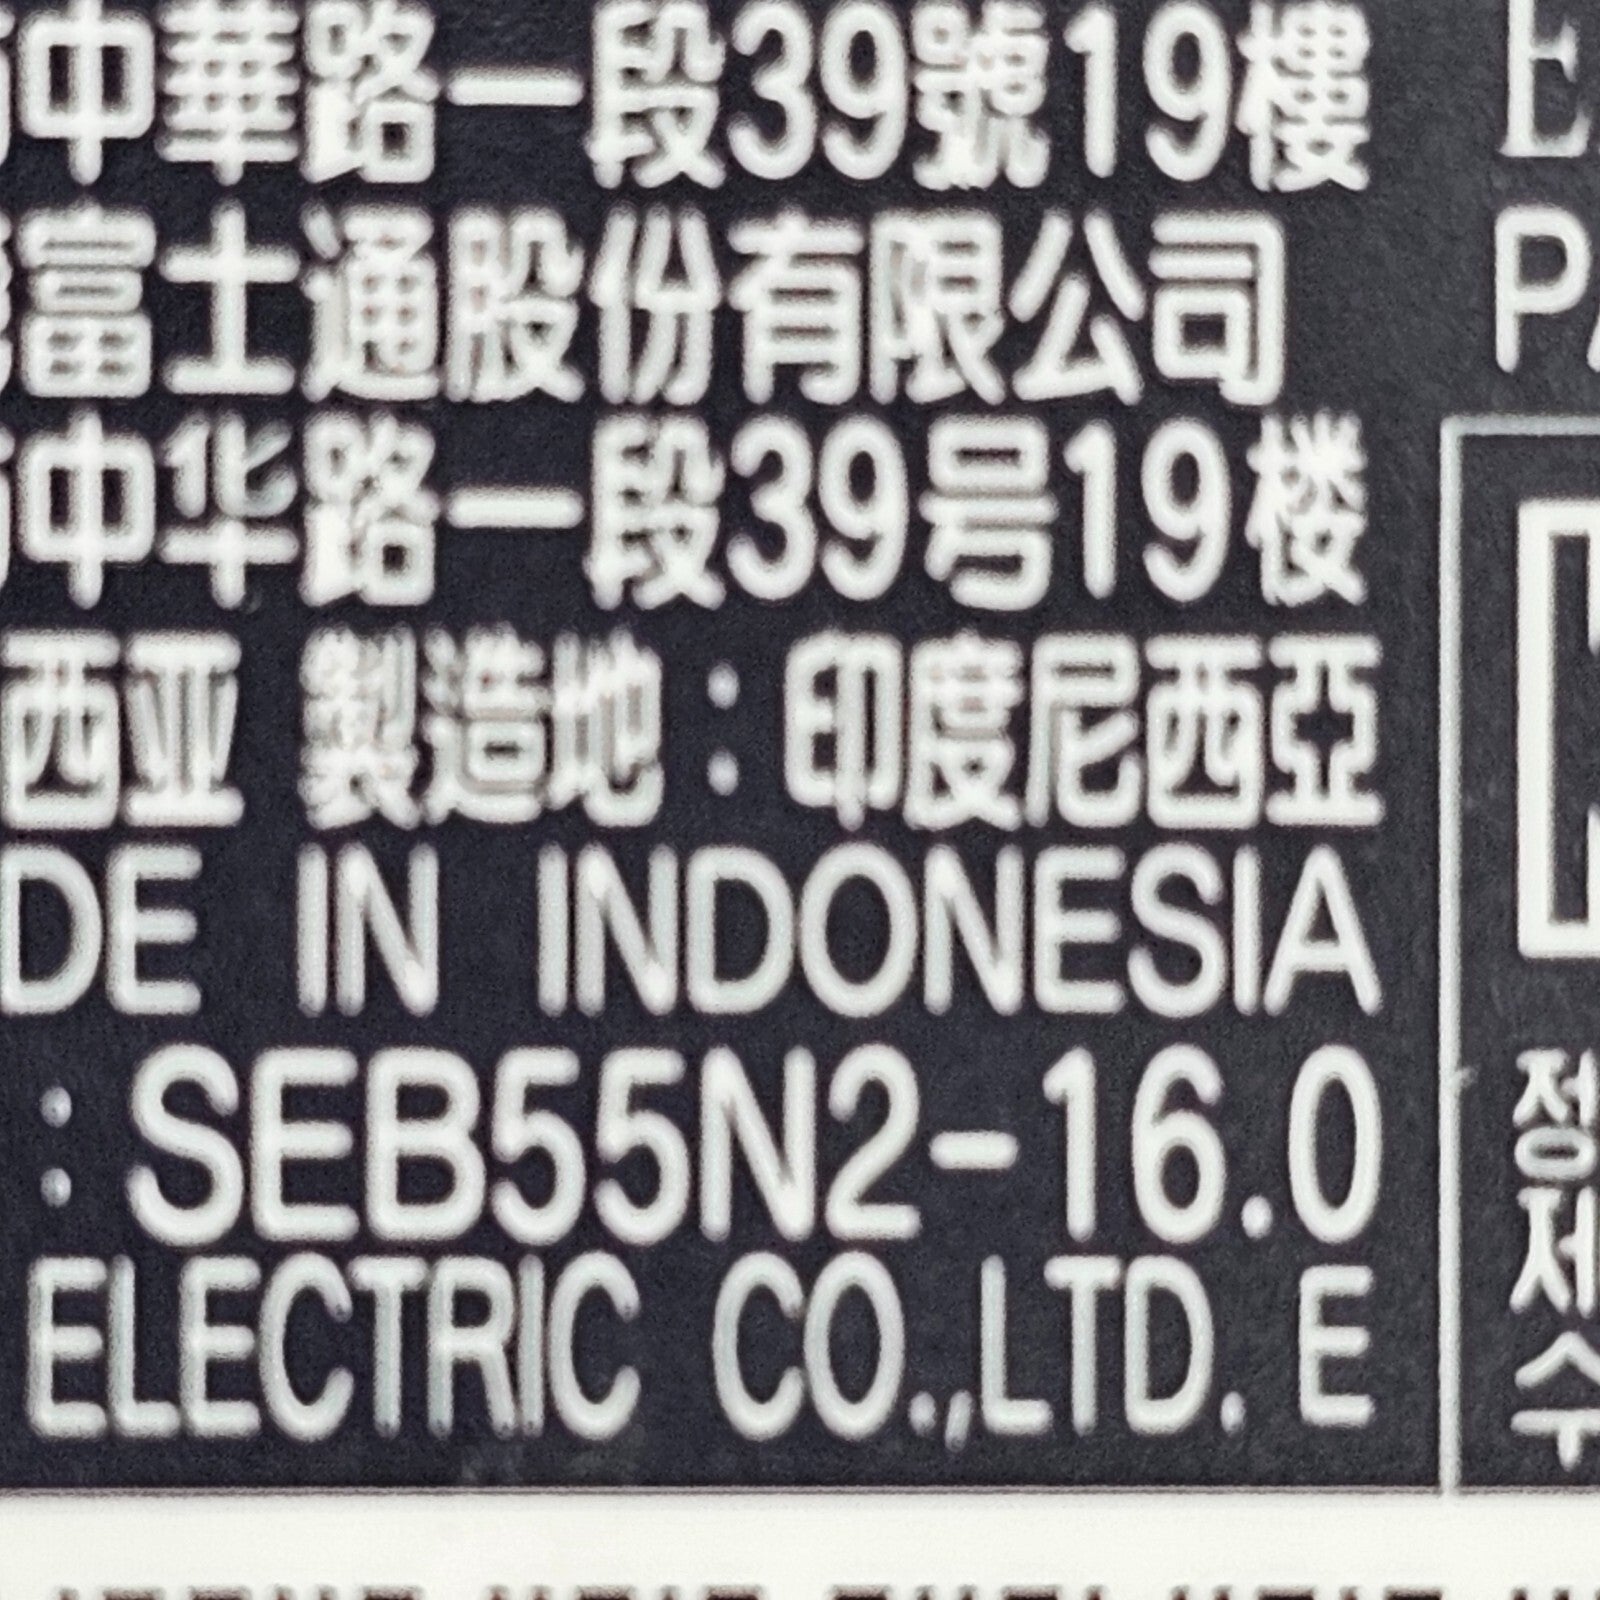 中華路一段39號19樓
富士通股份有限公司
中华路一段39号19楼
西亚 製造地:印度尼西亞
DE IN INDONESIA
: SEB55N2-16.0
ELECTRIC CO.,LTD. E
E
P
정
제
수